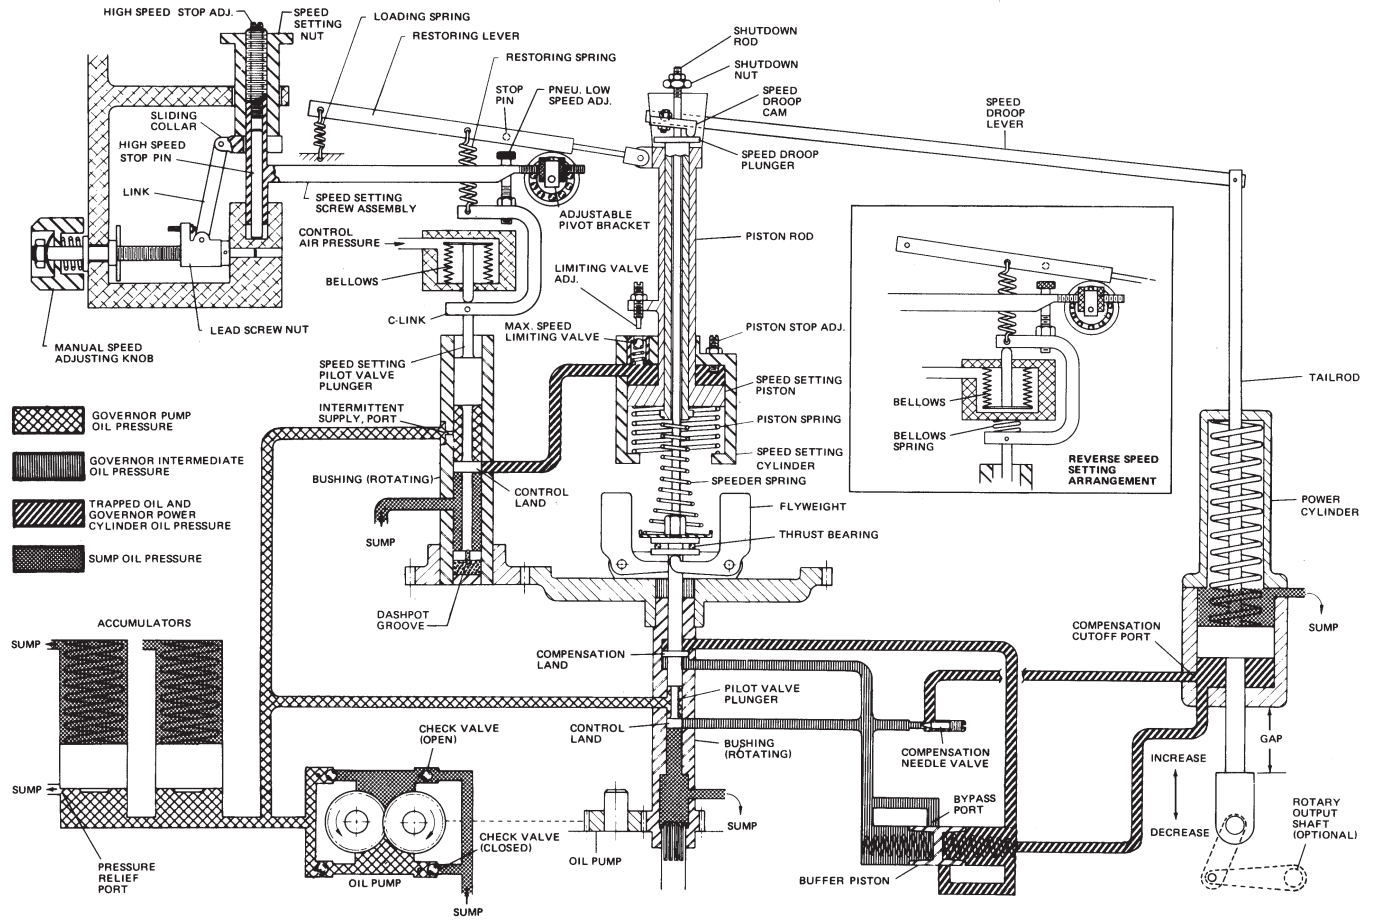 HIGH SPEED STOP ADJ.
SPEED
SETTING
NUT
LOADING SPRING
RESTORING LEVER
RESTORING SPRING
STOP
PIN
PNEU. LOW
SPEED ADJ.
SHUTDOWN
ROD
SHUTDOWN
NUT
SPEED
DROOP
CAM
SPEED
DROOP
LEVER
SLIDING
COLLAR
HIGH SPEED
STOP PIN
LINK
SPEED DROOP
PLUNGER
SPEED SETTING
SCREW ASSEMBLY
ADJUSTABLE
PIVOT BRACKET
CONTROL
AIR PRESSURE
PISTON ROD
BELLOWS
LIMITING VALVE
ADJ.
C-LINK
LEAD SCREW NUT
MANUAL SPEED
ADJUSTING KNOB
MAX. SPEED
LIMITING VALVE
PISTON STOP ADJ.
SPEED SETTING
PILOT VALVE
PLUNGER
SPEED SETTING
PISTON
BELLOWS
BELLOWS
SPRING
REVERSE SPEED
SETTING
ARRANGEMENT
TAILROD
INTERMITTENT
SUPPLY, PORT
PISTON SPRING
GOVERNOR PUMP
OIL PRESSURE
GOVERNOR INTERMEDIATE
OIL PRESSURE
TRAPPED OIL AND
GOVERNOR POWER
CYLINDER OIL PRESSURE
SUMP OIL PRESSURE
SPEED SETTING
CYLINDER
BUSHING (ROTATING)
SPEEDER SPRING
CONTROL
LAND
FLYWEIGHT
POWER
CYLINDER
THRUST BEARING
SUMP
DASHPOT
GROOVE
ACCUMULATORS
SUMP
COMPENSATION
CUTOFF PORT
SUMP
COMPENSATION
LAND
PILOT VALVE
PLUNGER
CHECK VALVE
(OPEN)
CONTROL
LAND
BUSHING
(ROTATING)
COMPENSATION
NEEDLE VALVE
GAP
INCREASE
DECREASE
SUMP
BYPASS
PORT
ROTARY
OUTPUT
SHAFT
(OPTIONAL)
SUMP
CHECK VALVE
(CLOSED)
OIL PUMP
PRESSURE
RELIEF
PORT
OIL PUMP
BUFFER PISTON
SUMP